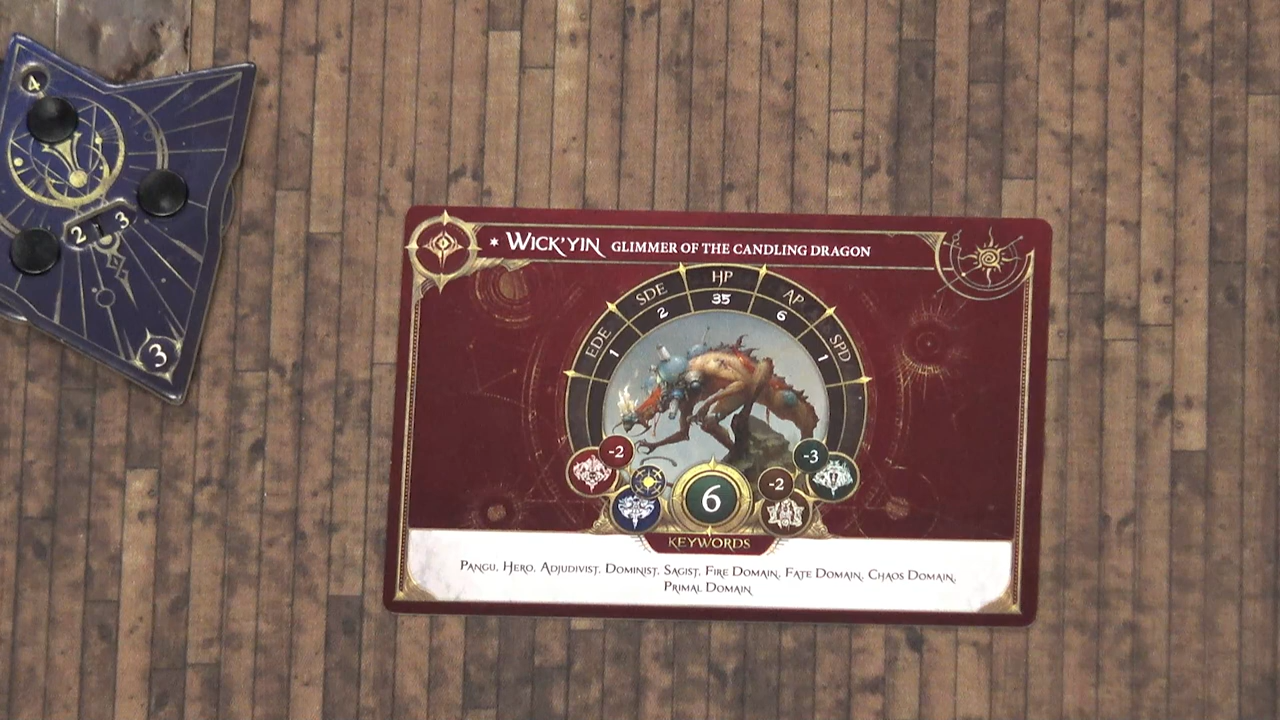 4
2 1 3
3
* WICK'YIN GLIMMER OF THE CANDLING DRAGON
EDE SDE HP AP SPD
1 2 35 6 1
-2 -3
-2
6
KEYWORDS
PANGU, HERO, ADJUDIVIST, DOMINIST, SAGIST, FIRE DOMAIN, FATE DOMAIN, CHAOS DOMAIN,
PRIMAL DOMAIN